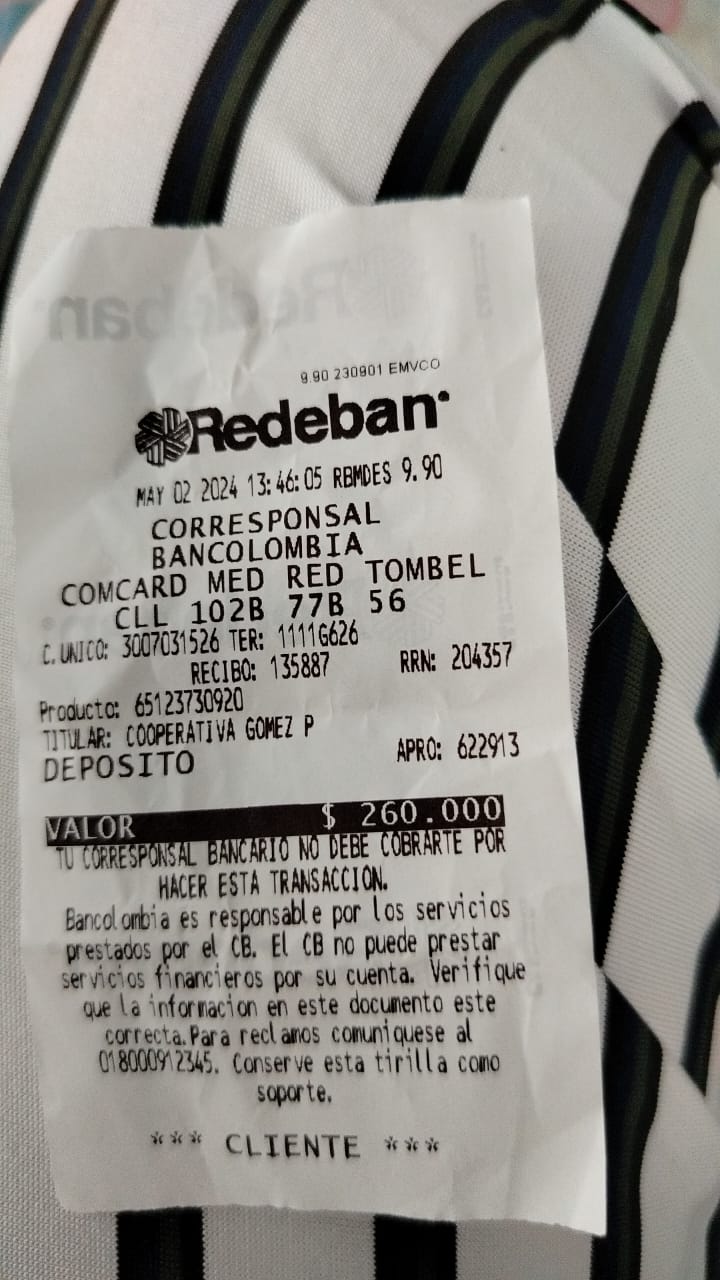 9.90 230901 EMVCO
Redeban
MAY 02 2024 13:46:05 RBMDES 9.90
CORRESPONSAL
BANCOLOMBIA
COMCARD MED RED TOMBEL
CLL 102B 77B 56
C. UNICO: 3007031526 TER: 1111G626
RECIBO: 135887 RRN: 204357
Producto: 65123730920
TITULAR: COOPERATIVA GOMEZ P
DEPOSITO APRO: 622913
VALOR $ 260.000
TU CORRESPONSAL BANCARIO NO DEBE COBRARTE POR
HACER ESTA TRANSACCION.
Bancolombia es responsable por los servicios
prestados por el CB. El CB no puede prestar
servicios financieros por su cuenta. Verifique
que la informacion en este documento este
correcta.Para reclamos comuniquese al
018000912345. Conserve esta tirilla como
soporte.
*** CLIENTE ***